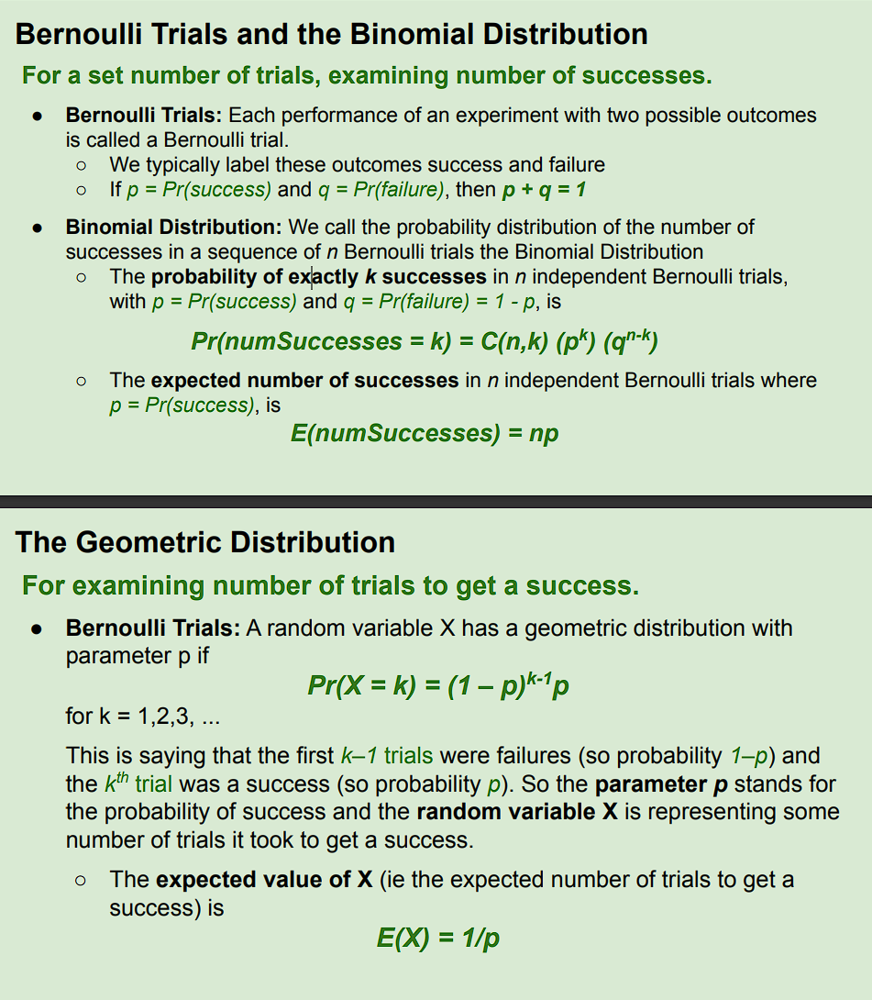 Bernoulli Trials and the Binomial Distribution
For a set number of trials, examining number of successes.
● Bernoulli Trials: Each performance of an experiment with two possible outcomes
is called a Bernoulli trial.
○ We typically label these outcomes success and failure
○ If p = Pr(success) and q = Pr(failure), then p + q = 1
● Binomial Distribution: We call the probability distribution of the number of
successes in a sequence of n Bernoulli trials the Binomial Distribution
○ The probability of exactly k successes in n independent Bernoulli trials,
with p = Pr(success) and q = Pr(failure) = 1 - p, is
Pr(numSuccesses = k) = C(n,k) (pᵏ) (qⁿ⁻ᵏ)
○ The expected number of successes in n independent Bernoulli trials where
p = Pr(success), is
E(numSuccesses) = np
The Geometric Distribution
For examining number of trials to get a success.
● Bernoulli Trials: A random variable X has a geometric distribution with
parameter p if
Pr(X = k) = (1 – p)ᵏ⁻¹p
for k = 1,2,3, ...
This is saying that the first k–1 trials were failures (so probability 1–p) and
the kᵗʰ trial was a success (so probability p). So the parameter p stands for
the probability of success and the random variable X is representing some
number of trials it took to get a success.
○ The expected value of X (ie the expected number of trials to get a
success) is
E(X) = 1/p